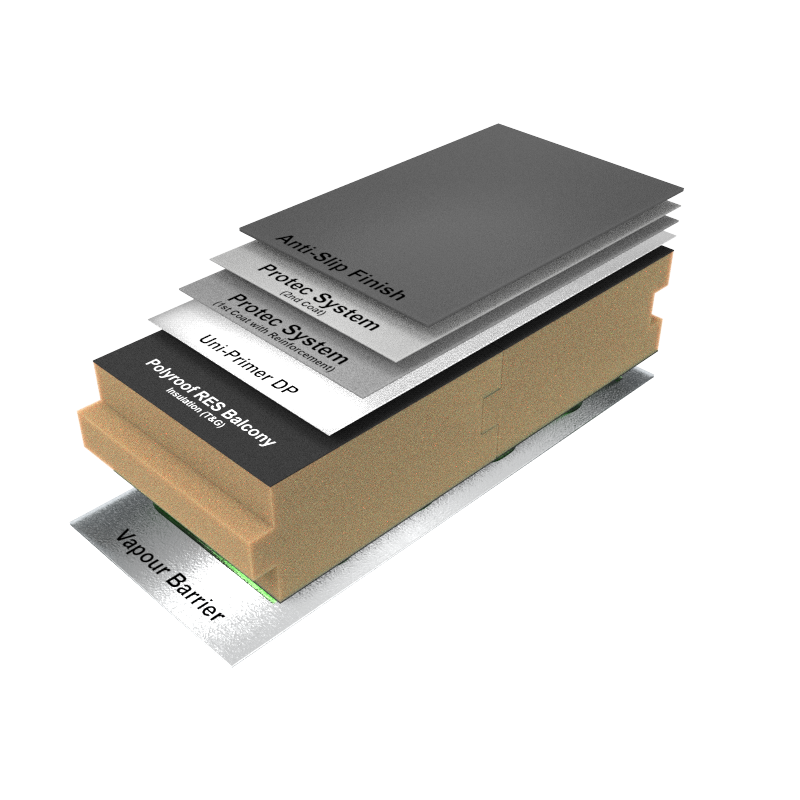 Anti-Slip Finish
Protec System
(2nd Coat)
Protec System
(1st Coat with Reinforcement)
Uni-Primer DP
Polyroof RES Balcony
Insulation (T&G)
Vapour Barrier